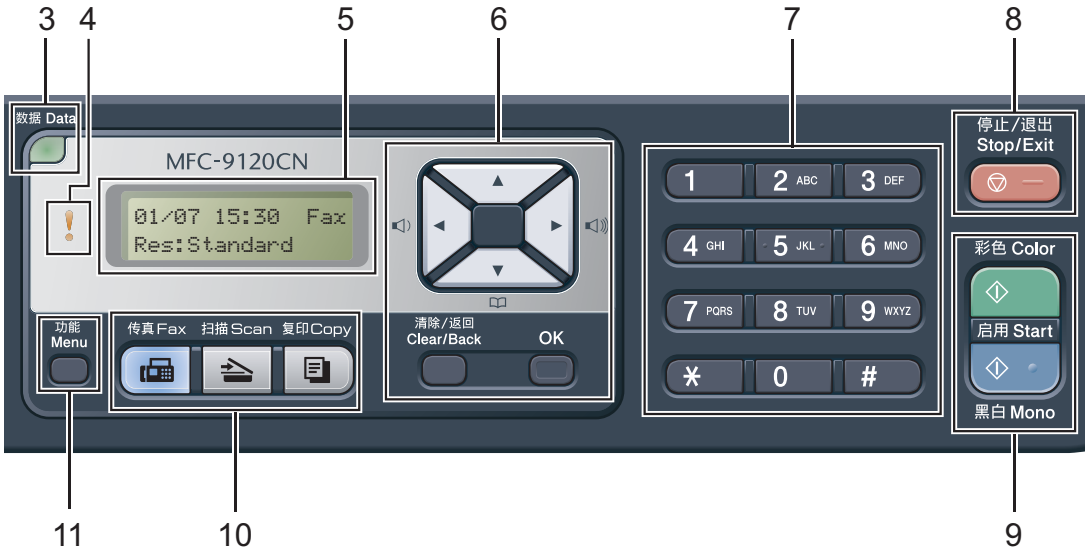 3
4
5
6
7
8
数据 Data
MFC-9120CN
01/07 15:30 Fax
Res:Standard
功能
Menu
传真 Fax
扫描 Scan
复印 Copy
清除/返回
Clear/Back
OK
1
2 ABC
3 DEF
4 GHI
5 JKL
6 MNO
7 PQRS
8 TUV
9 WXYZ
*
0
#
停止/退出
Stop/Exit
彩色 Color
启用 Start
黑白 Mono
11
10
9